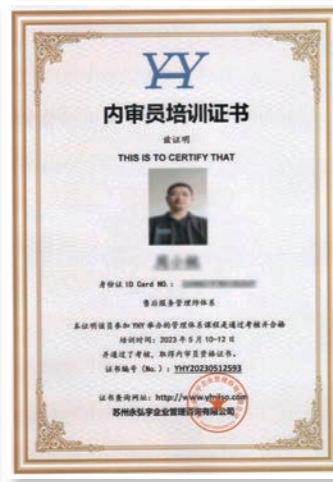 YHY
内审员培训证书
兹证明
THIS IS TO CERTIFY THAT
身份证 ID Card NO.:
售后服务管理师体系
本证明该员参加 YHY 举办的管理体系课程是通过考核并合格
培训时间:2023 年 5 月 10-12 日
并通过了考核,取得内审员资格证书。
证书编号 (No.):YHY20230512593
证书查询网址:http://www.yhyiso.com
苏州永弘宇企业管理咨询有限公司